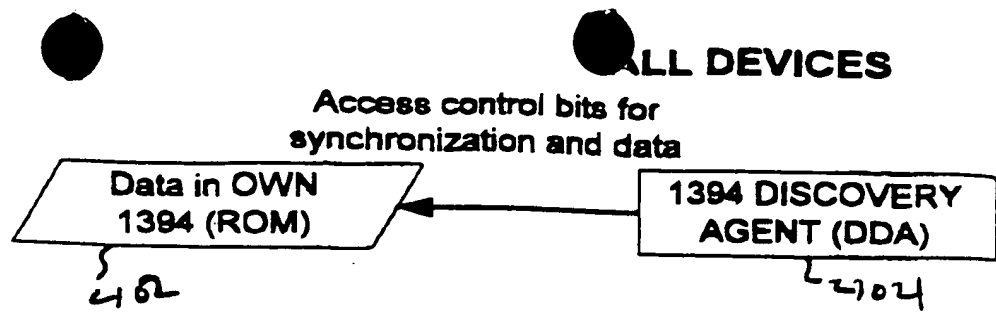 ALL DEVICES
Access control bits for
synchronization and data
Data in OWN
1394 (ROM)
1394 DISCOVERY
AGENT (DDA)